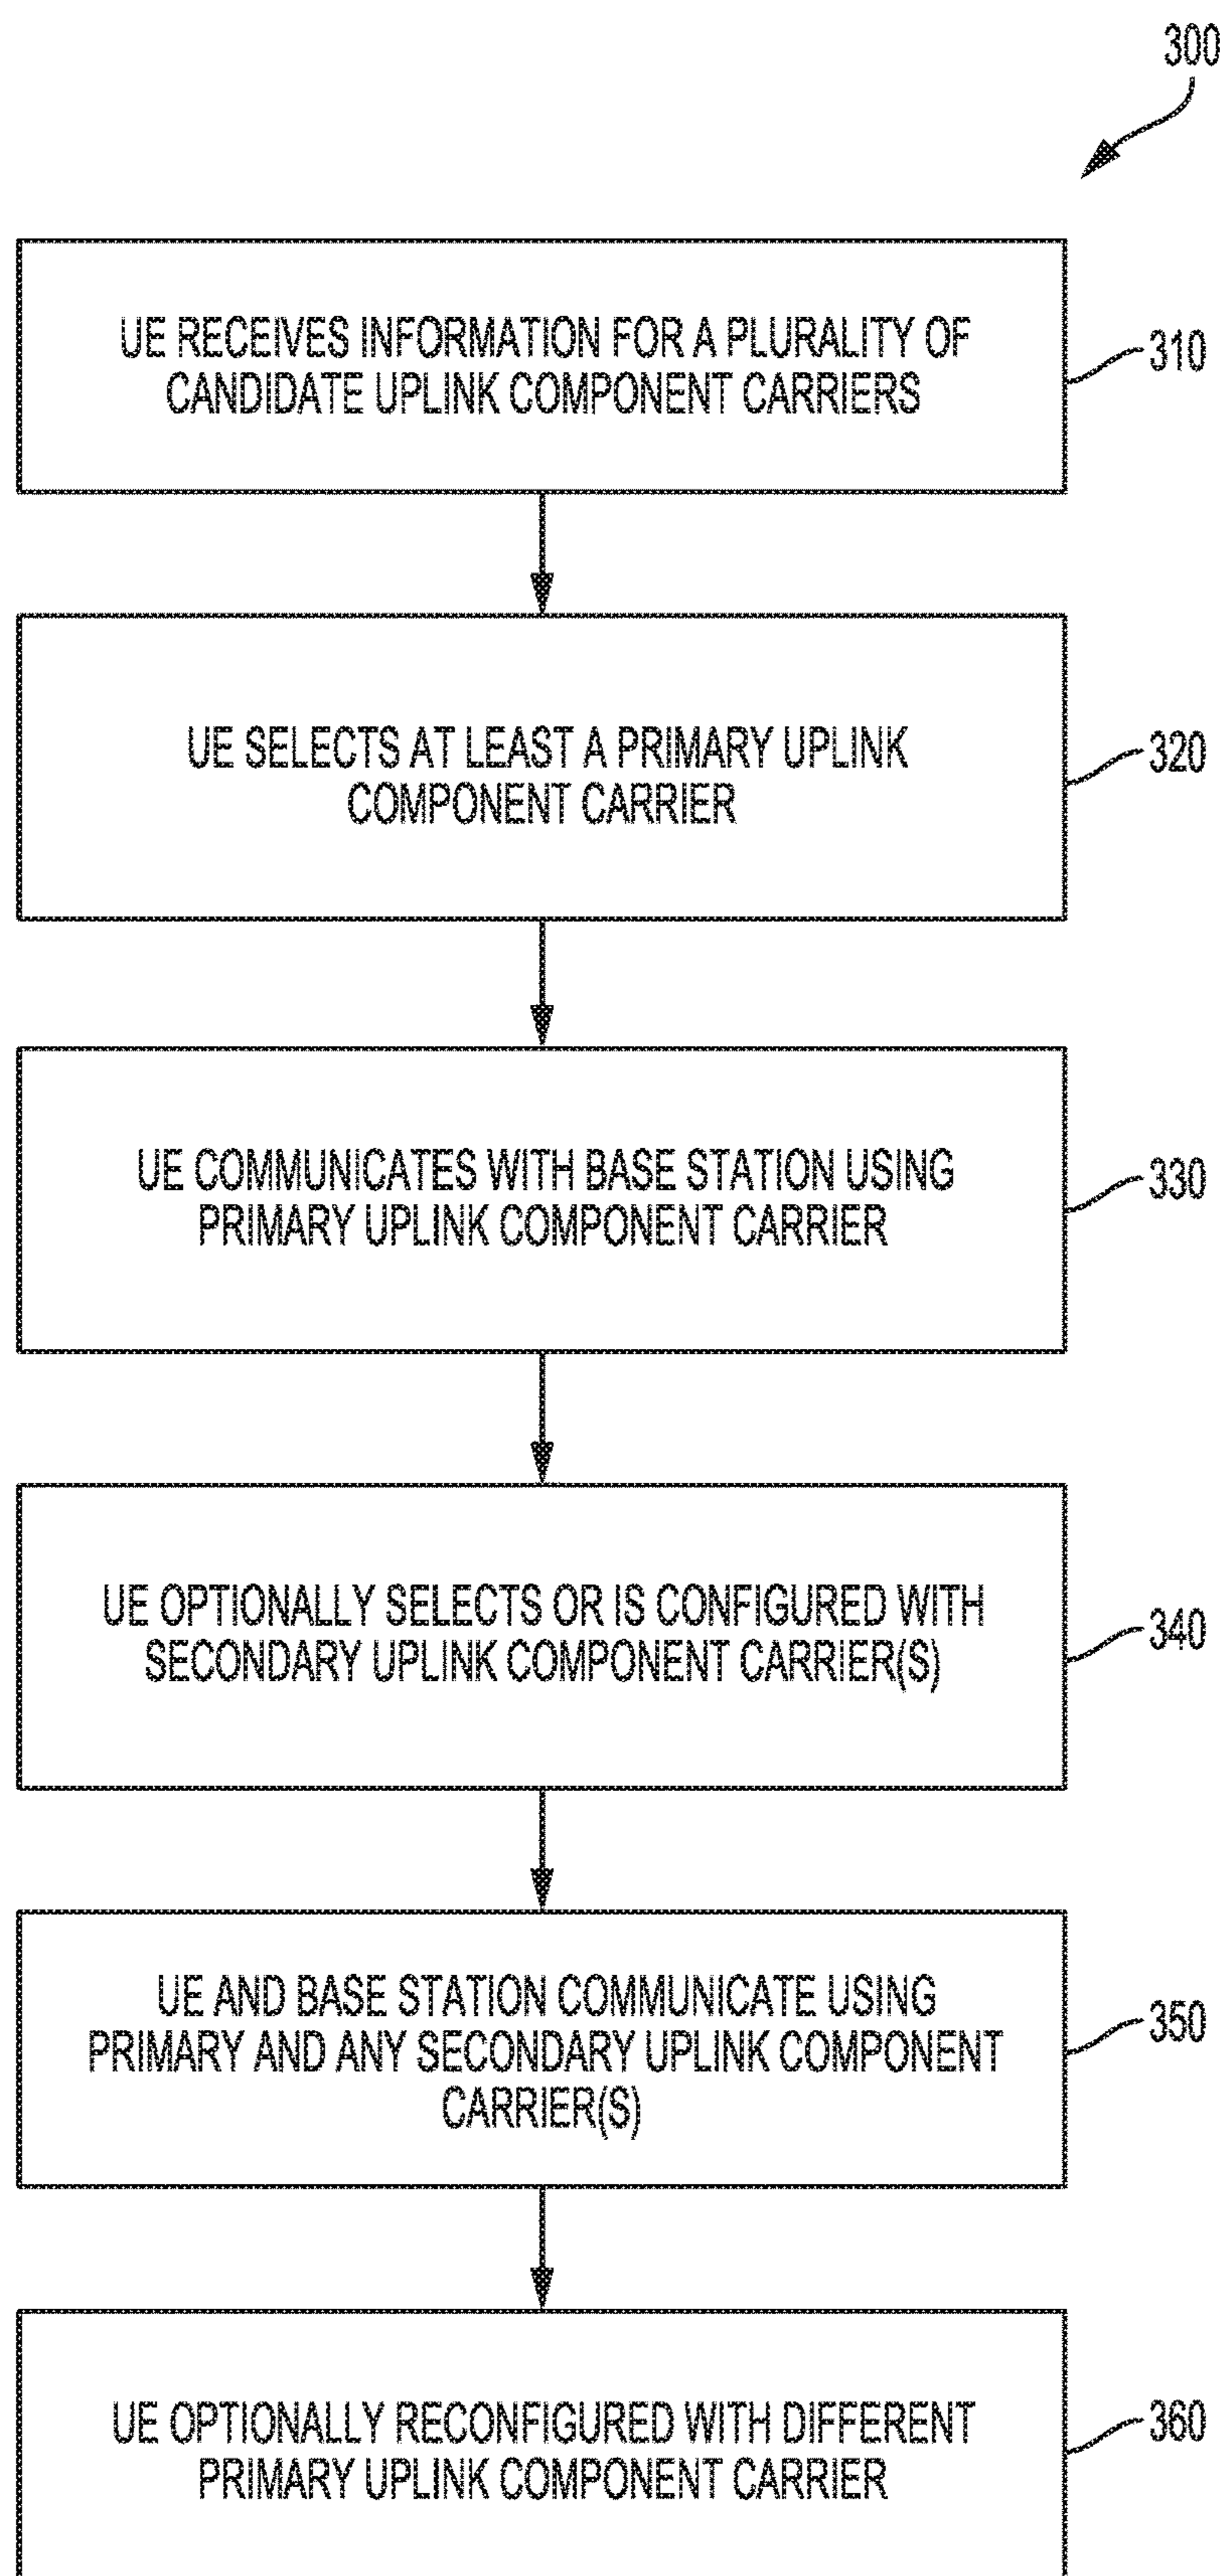 300
UE RECEIVES INFORMATION FOR A PLURALITY OF
CANDIDATE UPLINK COMPONENT CARRIERS
310
UE SELECTS AT LEAST A PRIMARY UPLINK
COMPONENT CARRIER
320
UE COMMUNICATES WITH BASE STATION USING
PRIMARY UPLINK COMPONENT CARRIER
330
UE OPTIONALLY SELECTS OR IS CONFIGURED WITH
SECONDARY UPLINK COMPONENT CARRIER(S)
340
UE AND BASE STATION COMMUNICATE USING
PRIMARY AND ANY SECONDARY UPLINK COMPONENT
CARRIER(S)
350
UE OPTIONALLY RECONFIGURED WITH DIFFERENT
PRIMARY UPLINK COMPONENT CARRIER
360